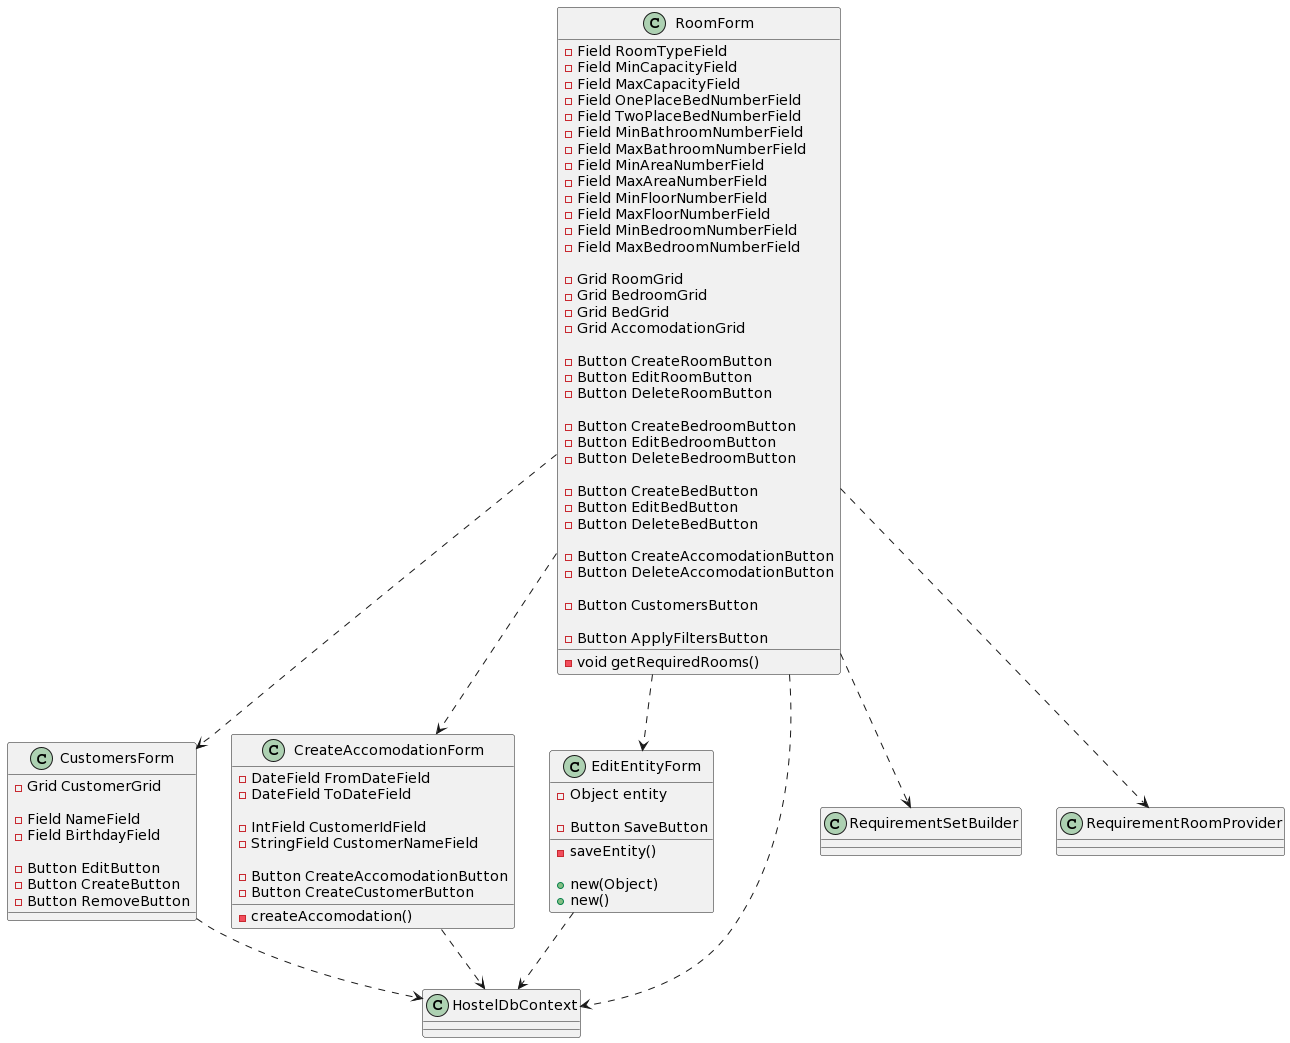 C RoomForm
Field RoomTypeField
Field MinCapacityField
Field MaxCapacityField
Field OnePlaceBedNumberField
Field TwoPlaceBedNumberField
Field MinBathroomNumberField
Field MaxBathroomNumberField
Field MinAreaNumberField
Field MaxAreaNumberField
Field MinFloorNumberField
Field MaxFloorNumberField
Field MinBedroomNumberField
Field MaxBedroomNumberField
Grid RoomGrid
Grid BedroomGrid
Grid BedGrid
Grid AccomodationGrid
Button CreateRoomButton
Button EditRoomButton
Button DeleteRoomButton
Button CreateBedroomButton
Button EditBedroomButton
Button DeleteBedroomButton
Button CreateBedButton
Button EditBedButton
Button DeleteBedButton
Button CreateAccomodationButton
Button DeleteAccomodationButton
Button CustomersButton
Button ApplyFiltersButton
void getRequiredRooms()
C CustomersForm
Grid CustomerGrid
Field NameField
Field BirthdayField
Button EditButton
Button CreateButton
Button RemoveButton
C CreateAccomodationForm
DateField FromDateField
DateField ToDateField
IntField CustomerIdField
StringField CustomerNameField
Button CreateAccomodationButton
Button CreateCustomerButton
createAccomodation()
C EditEntityForm
Object entity
Button SaveButton
saveEntity()
new(Object)
new()
C RequirementSetBuilder
C RequirementRoomProvider
C HostelDbContext